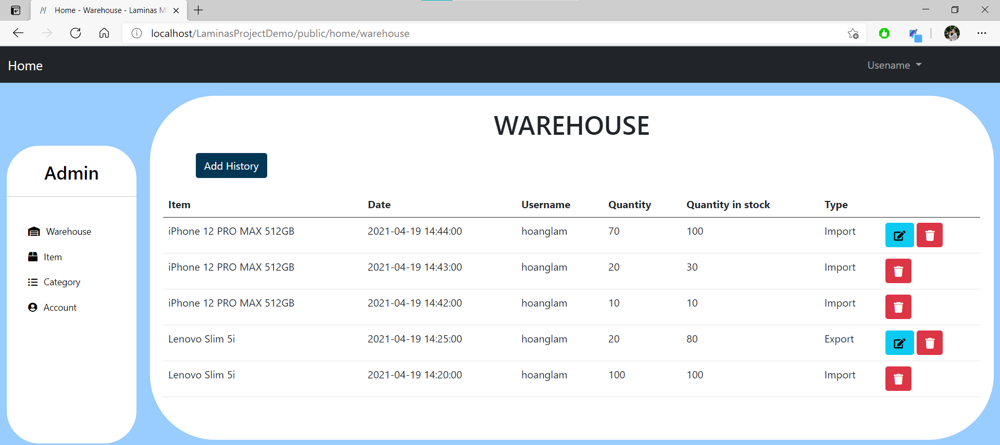 Home - Warehouse - Laminas M
localhost/LaminasProjectDemo/public/home/warehouse
Home
Usename
WAREHOUSE
Admin
Add History
Warehouse
Item
Category
Account
Item Date Username Quantity Quantity in stock Type
iPhone 12 PRO MAX 512GB 2021-04-19 14:44:00 hoanglam 70 100 Import
iPhone 12 PRO MAX 512GB 2021-04-19 14:43:00 hoanglam 20 30 Import
iPhone 12 PRO MAX 512GB 2021-04-19 14:42:00 hoanglam 10 10 Import
Lenovo Slim 5i 2021-04-19 14:25:00 hoanglam 20 80 Export
Lenovo Slim 5i 2021-04-19 14:20:00 hoanglam 100 100 Import